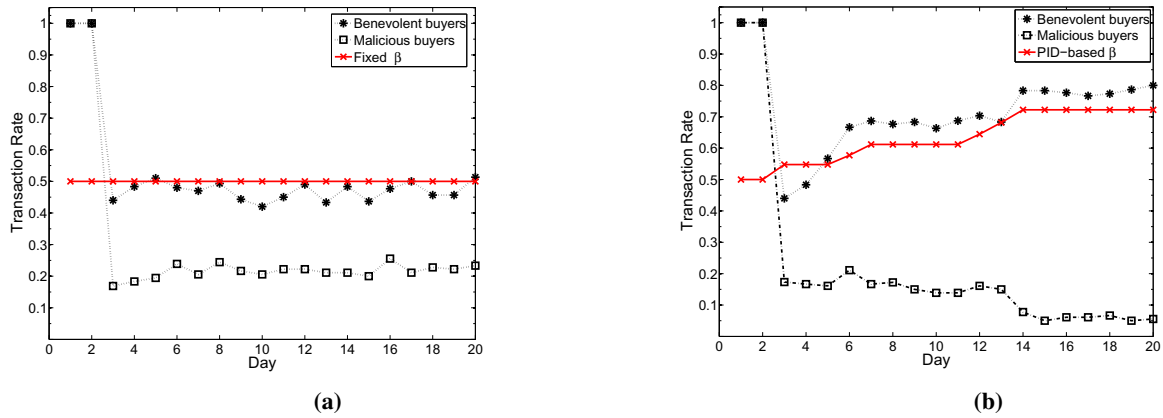 1
0.9
0.8
0.7
0.6
0.5
0.4
0.3
0.2
0.1
0 2 4 6 8 10 12 14 16 18 20
Transaction Rate
Day
Benevolent buyers
Malicious buyers
Fixed β
(a)
1
0.9
0.8
0.7
0.6
0.5
0.4
0.3
0.2
0.1
0 2 4 6 8 10 12 14 16 18 20
Transaction Rate
Day
Benevolent buyers
Malicious buyers
PID-based β
(b)